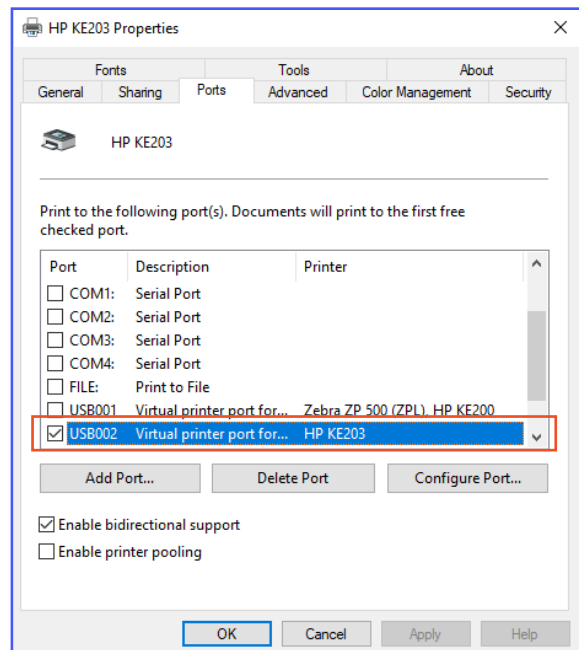 HP KE203 Properties
Fonts Tools About
General Sharing Ports Advanced Color Management Security
HP KE203
Print to the following port(s). Documents will print to the first free
checked port.
Port Description Printer
COM1: Serial Port
COM2: Serial Port
COM3: Serial Port
COM4: Serial Port
FILE: Print to File
USB001 Virtual printer port for... Zebra ZP 500 (ZPL), HP KE200
USB002 Virtual printer port for... HP KE203
Add Port... Delete Port Configure Port...
Enable bidirectional support
Enable printer pooling
OK Cancel Apply Help